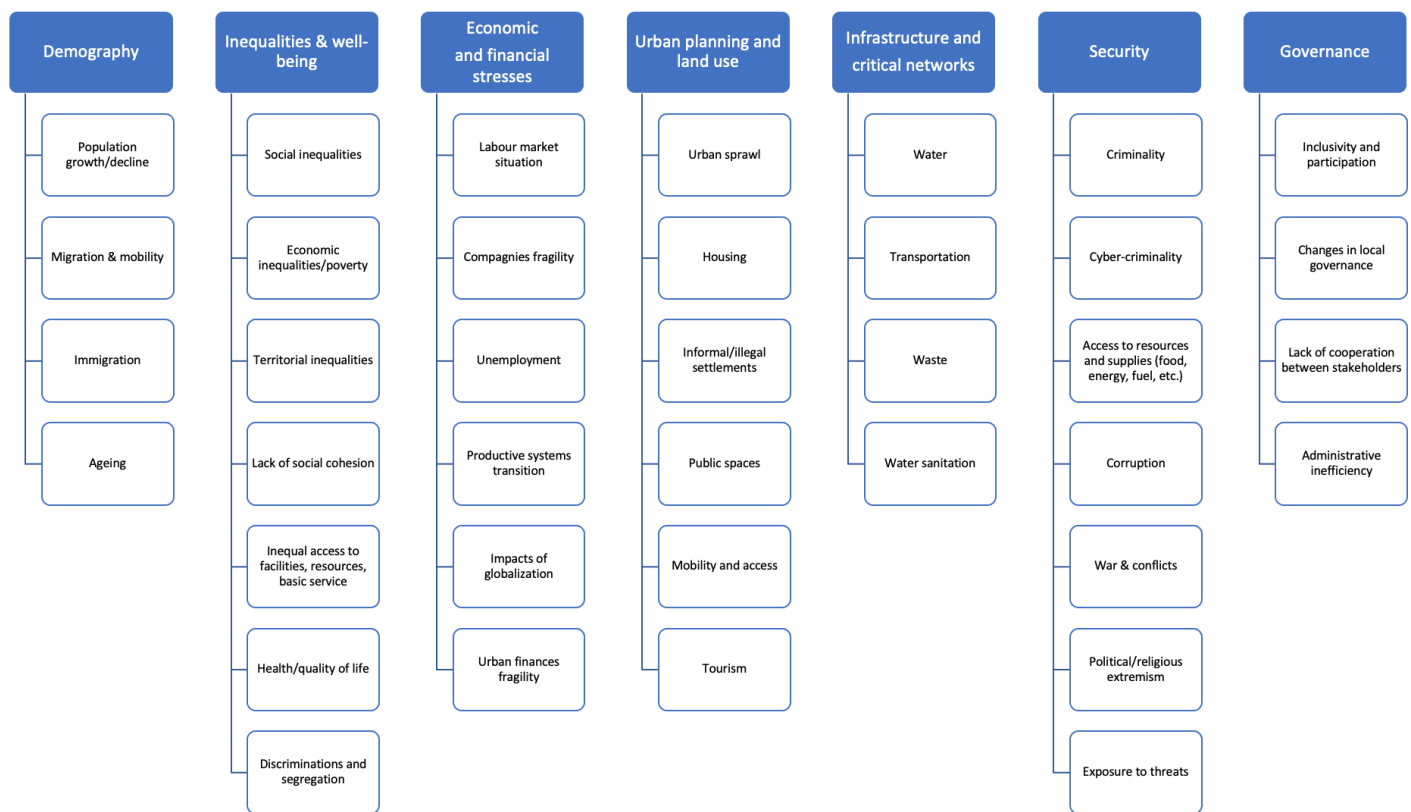 Demography
Population
growth/decline
Migration & mobility
Immigration
Ageing
Inequalities & well-
being
Social inequalities
Economic
inequalities/poverty
Territorial inequalities
Lack of social cohesion
Inequal access to
facilities, resources,
basic service
Health/quality of life
Discriminations and
segregation
Economic
and financial
stresses
Labour market
situation
Compagnies fragility
Unemployment
Productive systems
transition
Impacts of
globalization
Urban finances
fragility
Urban planning and
land use
Urban sprawl
Housing
Informal/illegal
settlements
Public spaces
Mobility and access
Tourism
Infrastructure and
critical networks
Water
Transportation
Waste
Water sanitation
Security
Criminality
Cyber-criminality
Access to resources
and supplies (food,
energy, fuel, etc.)
Corruption
War & conflicts
Political/religious
extremism
Exposure to threats
Governance
Inclusivity and
participation
Changes in local
governance
Lack of cooperation
between stakeholders
Administrative
inefficiency